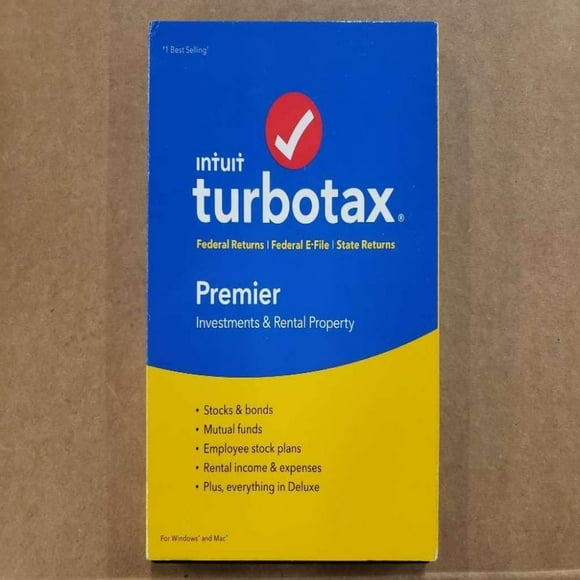 #1 Best Selling†
ıntuıt
turbotax®
Federal Returns | Federal E-File | State Returns
Premier
Investments & Rental Property
• Stocks & bonds
• Mutual funds
• Employee stock plans
• Rental income & expenses
• Plus, everything in Deluxe
For Windows® and Mac®